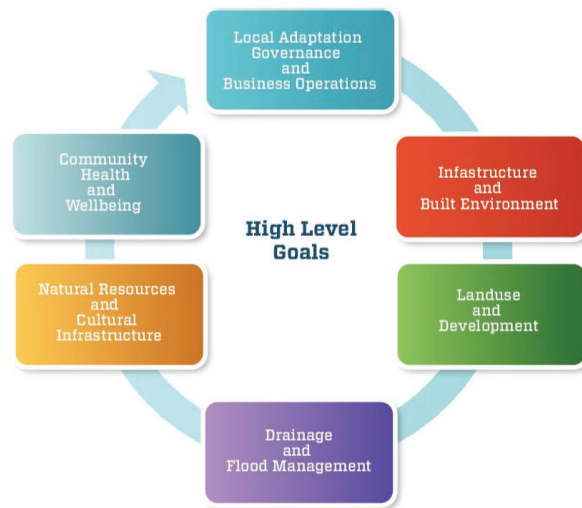 Local Adaptation
Governance
and
Business Operations
Infastructure
and
Built Environment
Landuse
and
Development
Drainage
and
Flood Management
Natural Resources
and
Cultural
Infrastructure
Community
Health
and
Wellbeing
High Level
Goals